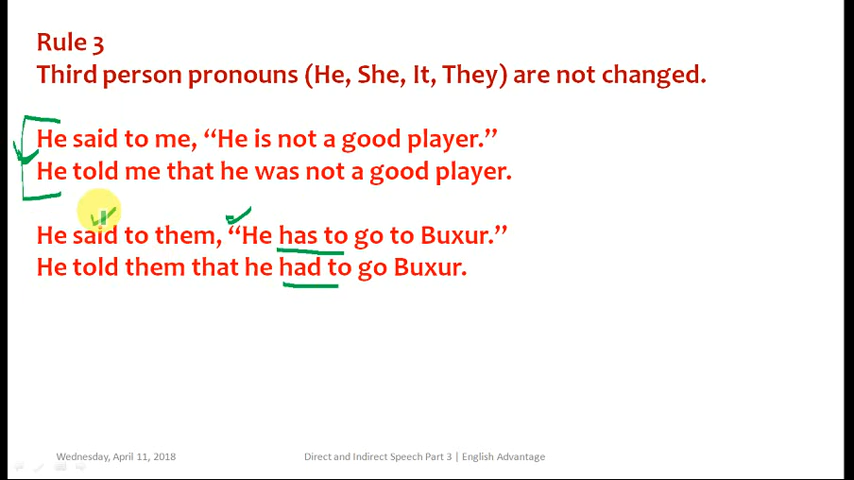 Rule 3
Third person pronouns (He, She, It, They) are not changed.
He said to me, “He is not a good player.”
He told me that he was not a good player.
He said to them, “He has to go to Buxur.”
He told them that he had to go Buxur.
Wednesday, April 11, 2018
Direct and Indirect Speech Part 3 | English Advantage